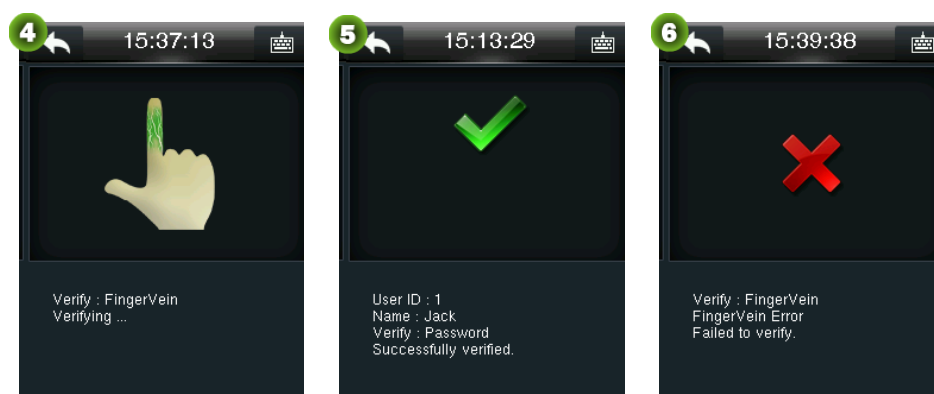 4
15:37:13
Verify : FingerVein
Verifying ...
5
15:13:29
User ID : 1
Name : Jack
Verify : Password
Successfully verified.
6
15:39:38
Verify : FingerVein
FingerVein Error
Failed to verify.